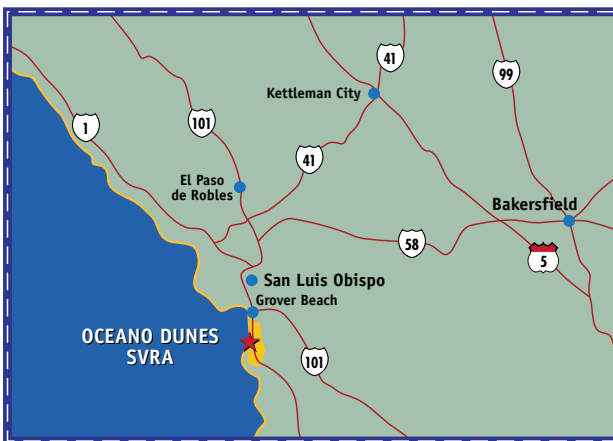 41
99
Kettleman City
1
101
41
El Paso
de Robles
Bakersfield
58
5
San Luis Obispo
Grover Beach
OCEANO DUNES
SVRA
101